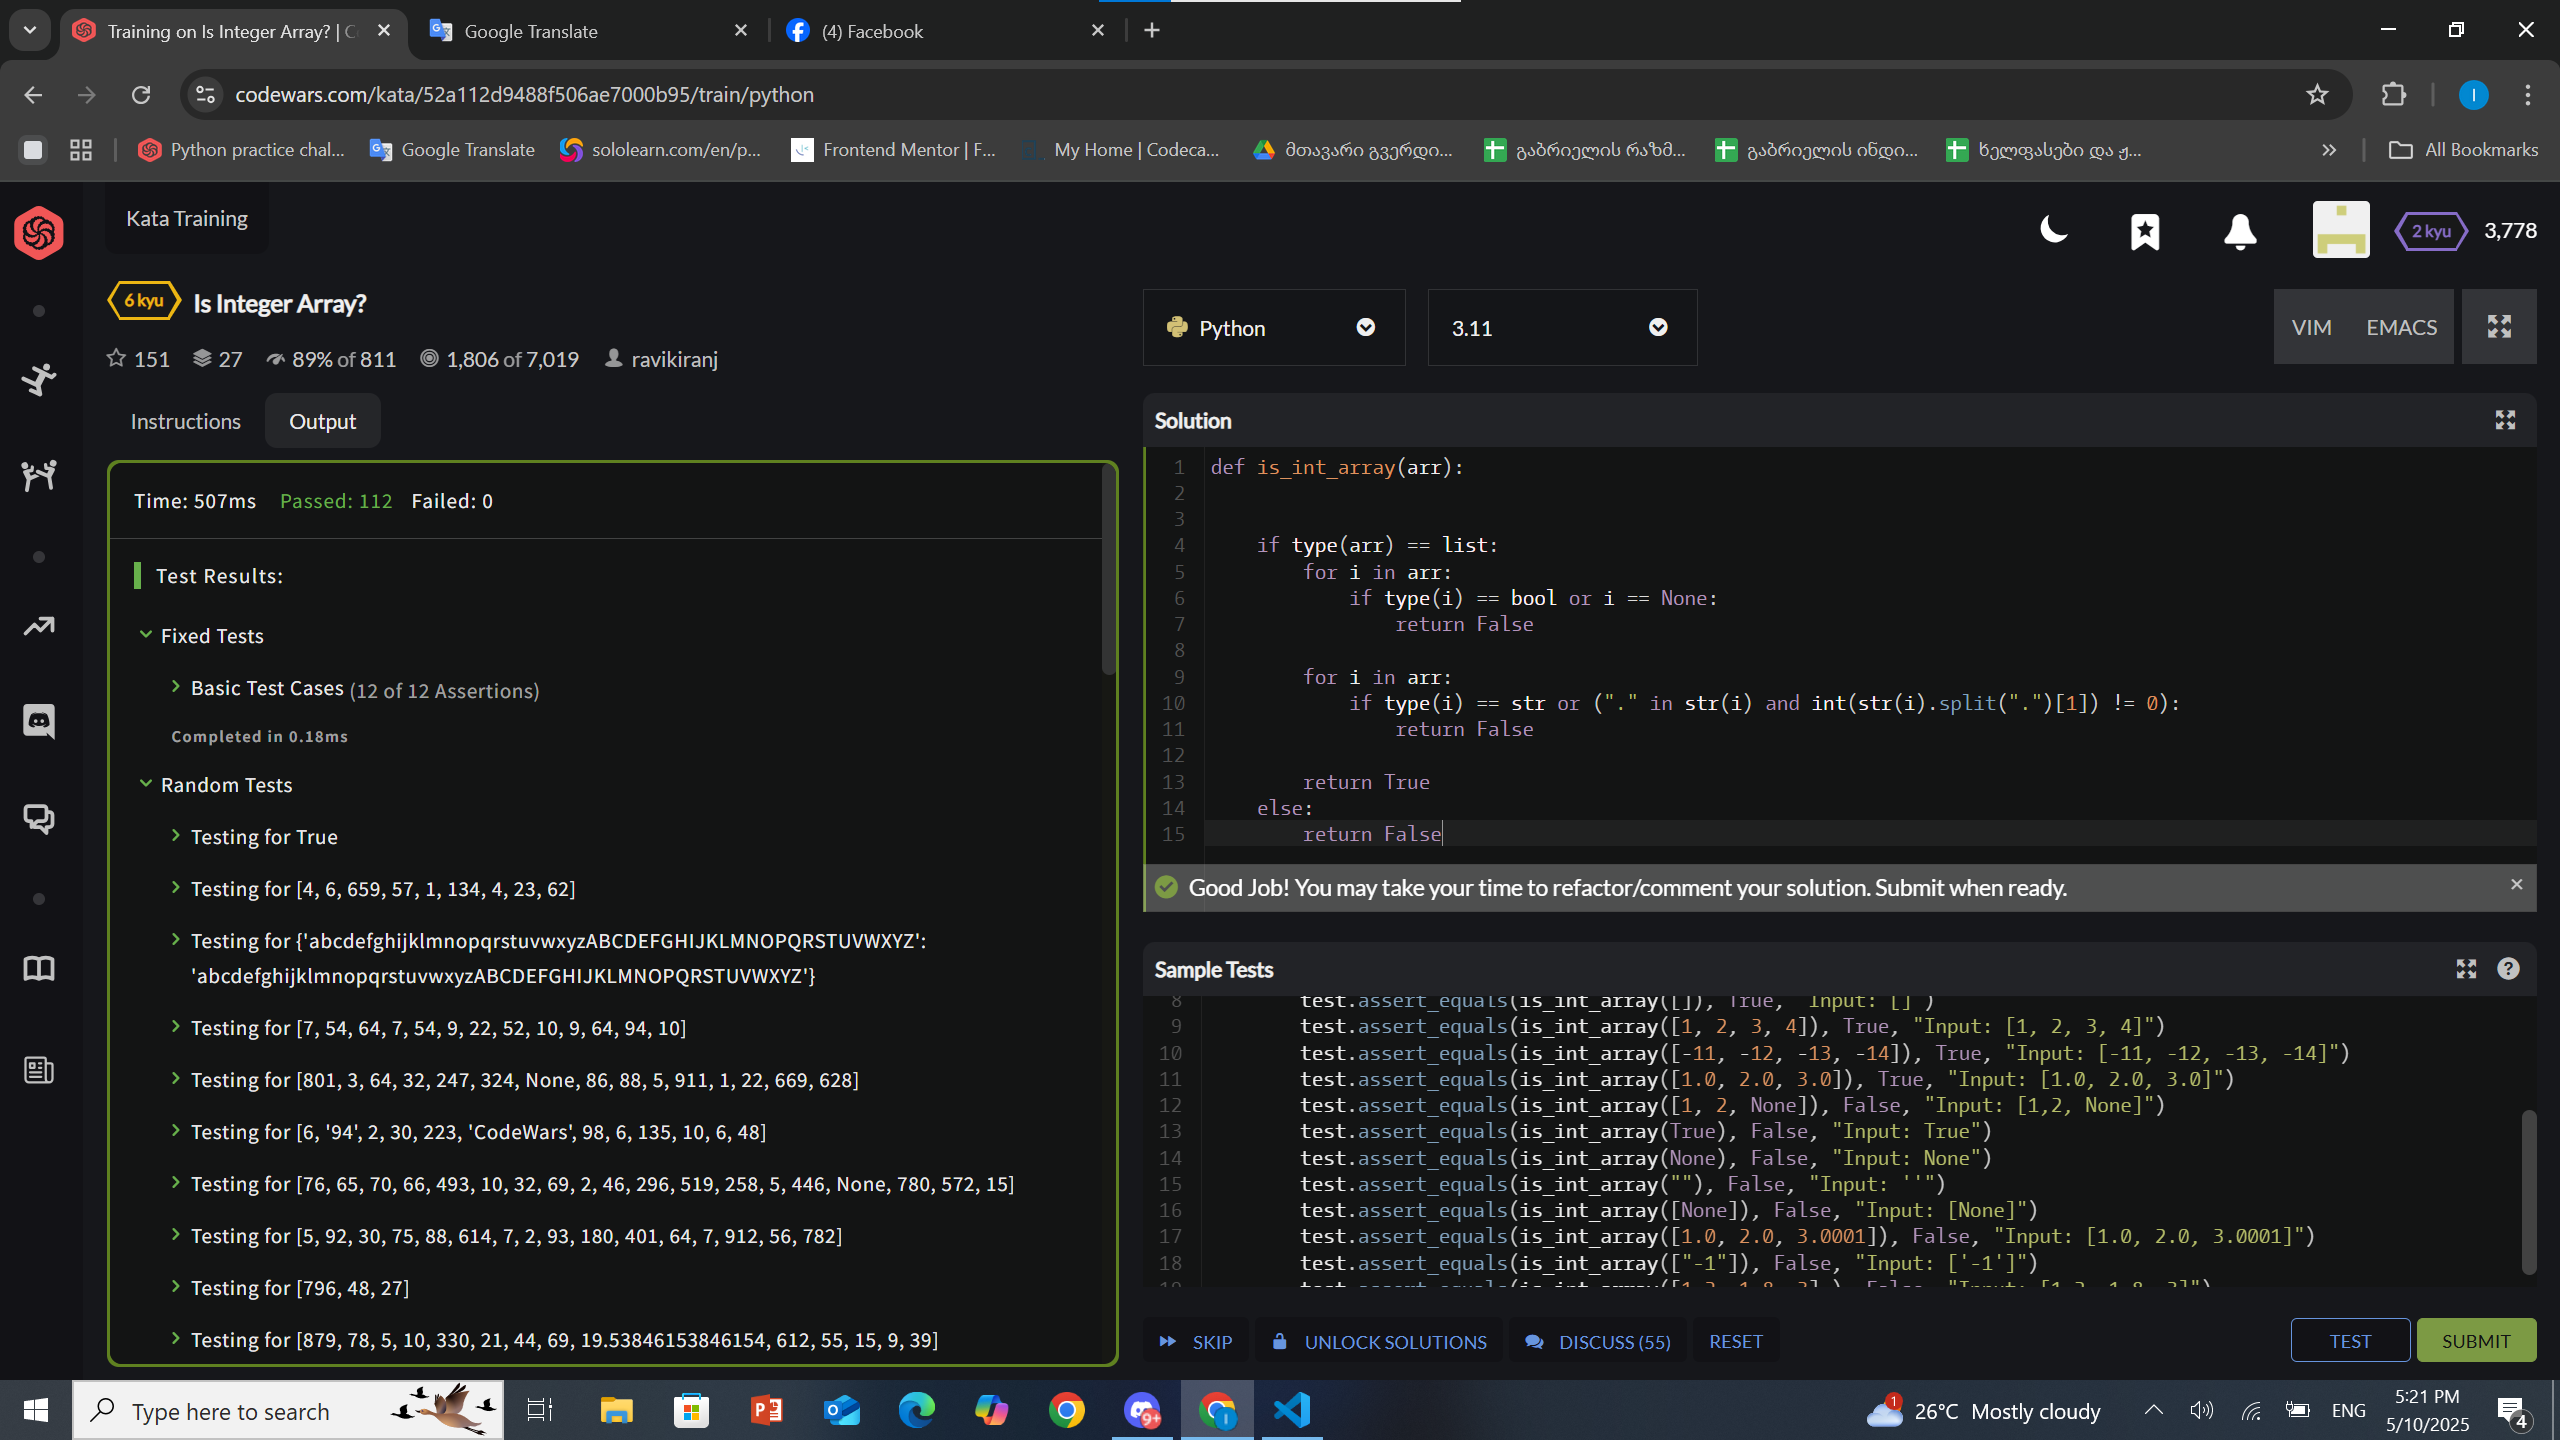 Training on Is Integer Array? | C
Google Translate
(4) Facebook
codewars.com/kata/52a112d9488f506ae7000b95/train/python
Python practice chal...
Google Translate
sololearn.com/en/p...
Frontend Mentor | F...
My Home | Codeca...
მთავარი გვერდი...
გაბრიელის რაზმ...
გაბრიელის ინდი...
ხელფასები და ჟ...
All Bookmarks
Kata Training
2 kyu
3,778
6 kyu
Is Integer Array?
151
27
89% of 811
1,806 of 7,019
ravikiranj
Python
3.11
VIM
EMACS
Instructions
Output
Time: 507ms Passed: 112 Failed: 0
Test Results:
Fixed Tests
Basic Test Cases (12 of 12 Assertions)
Completed in 0.18ms
Random Tests
Testing for True
Testing for [4, 6, 659, 57, 1, 134, 4, 23, 62]
Testing for {'abcdefghijklmnopqrstuvwxyzABCDEFGHIJKLMNOPQRSTUVWXYZ':
'abcdefghijklmnopqrstuvwxyzABCDEFGHIJKLMNOPQRSTUVWXYZ'}
Testing for [7, 54, 64, 7, 54, 9, 22, 52, 10, 9, 64, 94, 10]
Testing for [801, 3, 64, 32, 247, 324, None, 86, 88, 5, 911, 1, 22, 669, 628]
Testing for [6, '94', 2, 30, 223, 'CodeWars', 98, 6, 135, 10, 6, 48]
Testing for [76, 65, 70, 66, 493, 10, 32, 69, 2, 46, 296, 519, 258, 5, 446, None, 780, 572, 15]
Testing for [5, 92, 30, 75, 88, 614, 7, 2, 93, 180, 401, 64, 7, 912, 56, 782]
Testing for [796, 48, 27]
Testing for [879, 78, 5, 10, 330, 21, 44, 69, 19.53846153846154, 612, 55, 15, 9, 39]
Solution
1 def is_int_array(arr):
2
3
4     if type(arr) == list:
5         for i in arr:
6             if type(i) == bool or i == None:
7                 return False
8
9         for i in arr:
10             if type(i) == str or ("." in str(i) and int(str(i).split(".")[1]) != 0):
11                 return False
12
13         return True
14     else:
15         return False
Good Job! You may take your time to refactor/comment your solution. Submit when ready.
Sample Tests
8 test.assert_equals(is_int_array([]), True, "Input: []")
9 test.assert_equals(is_int_array([1, 2, 3, 4]), True, "Input: [1, 2, 3, 4]")
10 test.assert_equals(is_int_array([-11, -12, -13, -14]), True, "Input: [-11, -12, -13, -14]")
11 test.assert_equals(is_int_array([1.0, 2.0, 3.0]), True, "Input: [1.0, 2.0, 3.0]")
12 test.assert_equals(is_int_array([1, 2, None]), False, "Input: [1,2, None]")
13 test.assert_equals(is_int_array(True), False, "Input: True")
14 test.assert_equals(is_int_array(None), False, "Input: None")
15 test.assert_equals(is_int_array(""), False, "Input: ''")
16 test.assert_equals(is_int_array([None]), False, "Input: [None]")
17 test.assert_equals(is_int_array([1.0, 2.0, 3.0001]), False, "Input: [1.0, 2.0, 3.0001]")
18 test.assert_equals(is_int_array(["-1"]), False, "Input: ['-1']")
SKIP
UNLOCK SOLUTIONS
DISCUSS (55)
RESET
TEST
SUBMIT
Type here to search
9+
1
26°C Mostly cloudy
ENG
5:21 PM
5/10/2025
4